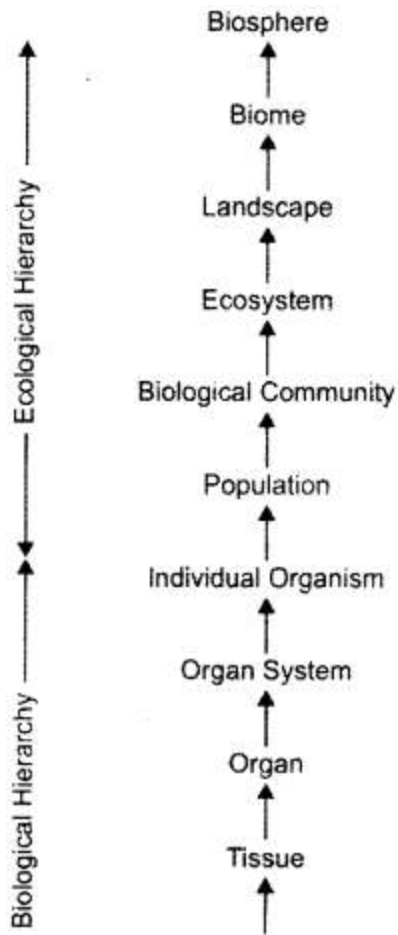 Biosphere
Biome
Landscape
Ecosystem
Biological Community
Population
Individual Organism
Organ System
Organ
Tissue
Ecological Hierarchy
Biological Hierarchy